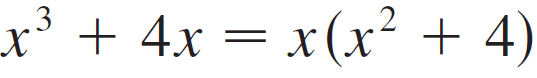 x³ + 4x = x(x² + 4)